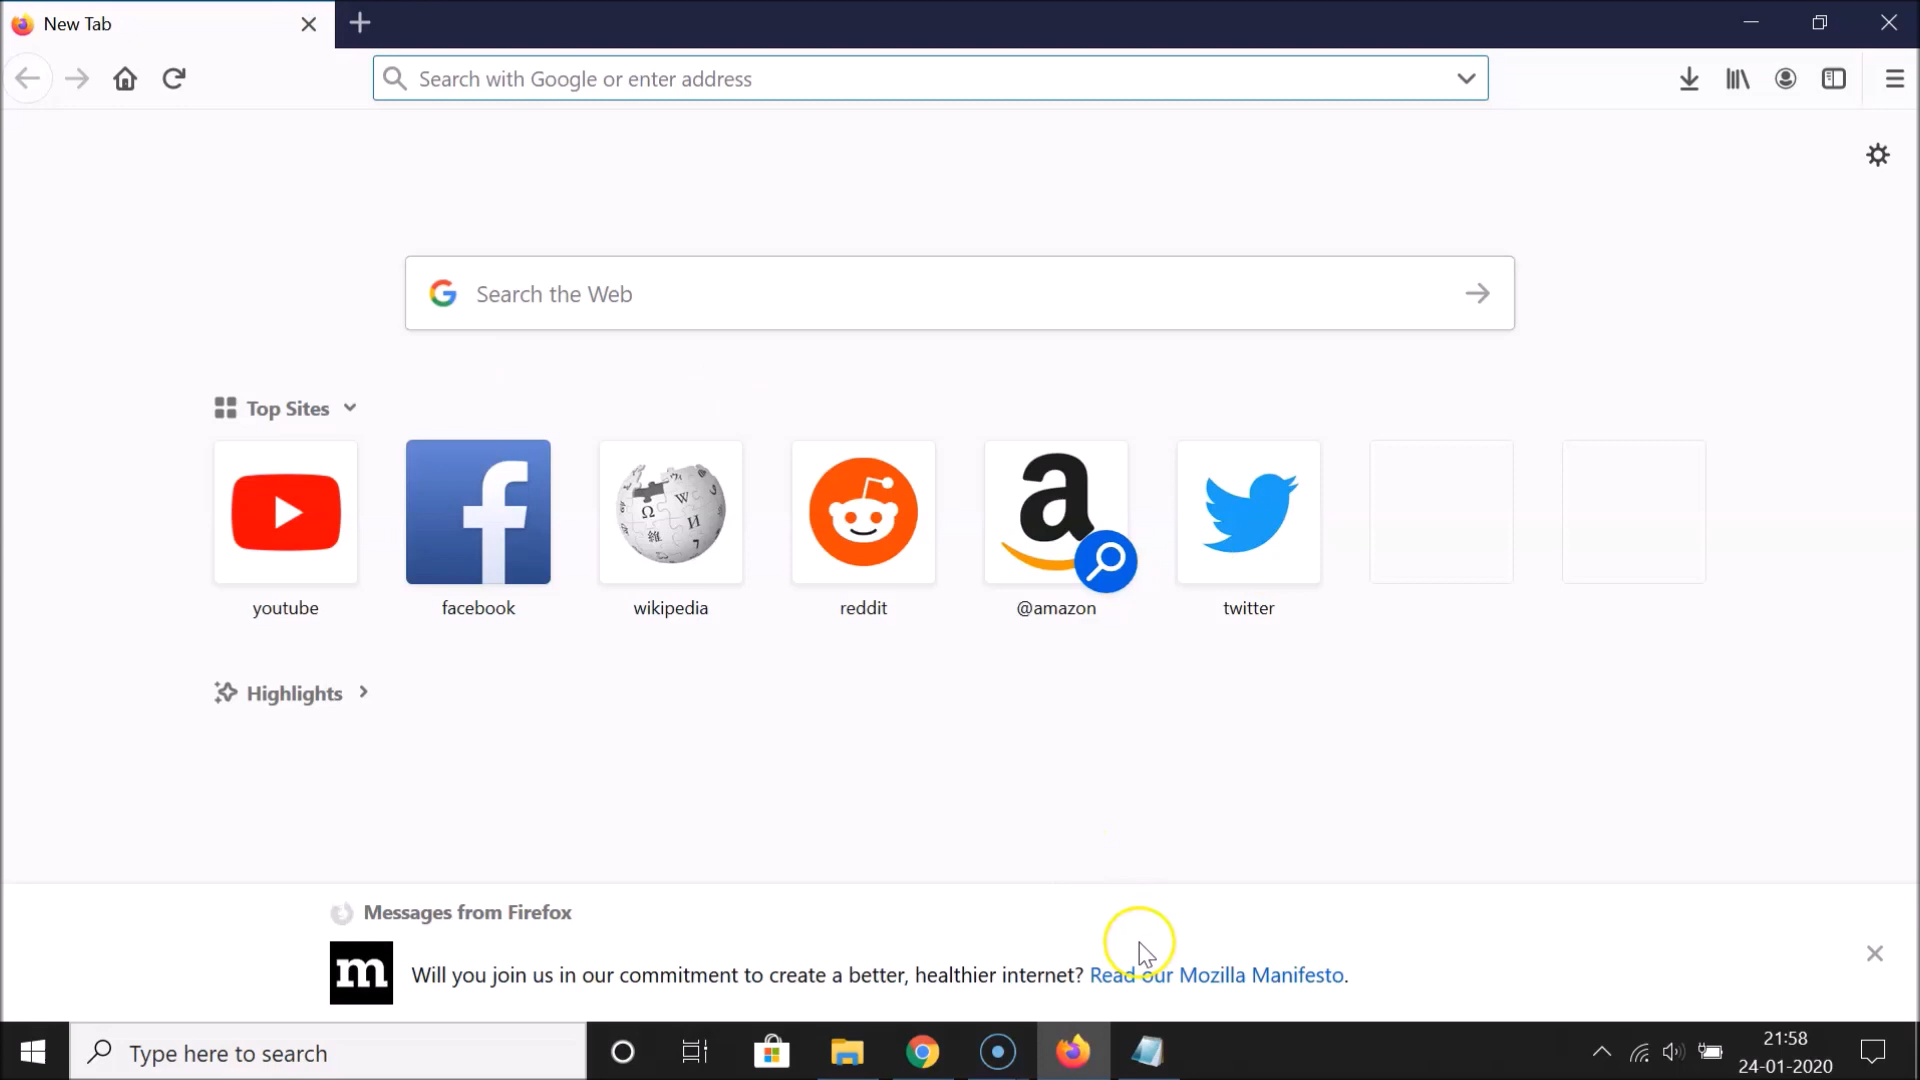 New Tab
Search with Google or enter address
Search the Web
Top Sites
youtube
facebook
wikipedia
reddit
@amazon
twitter
Highlights
Messages from Firefox
m
Will you join us in our commitment to create a better, healthier internet? Read our Mozilla Manifesto.
Type here to search
21:58
24-01-2020